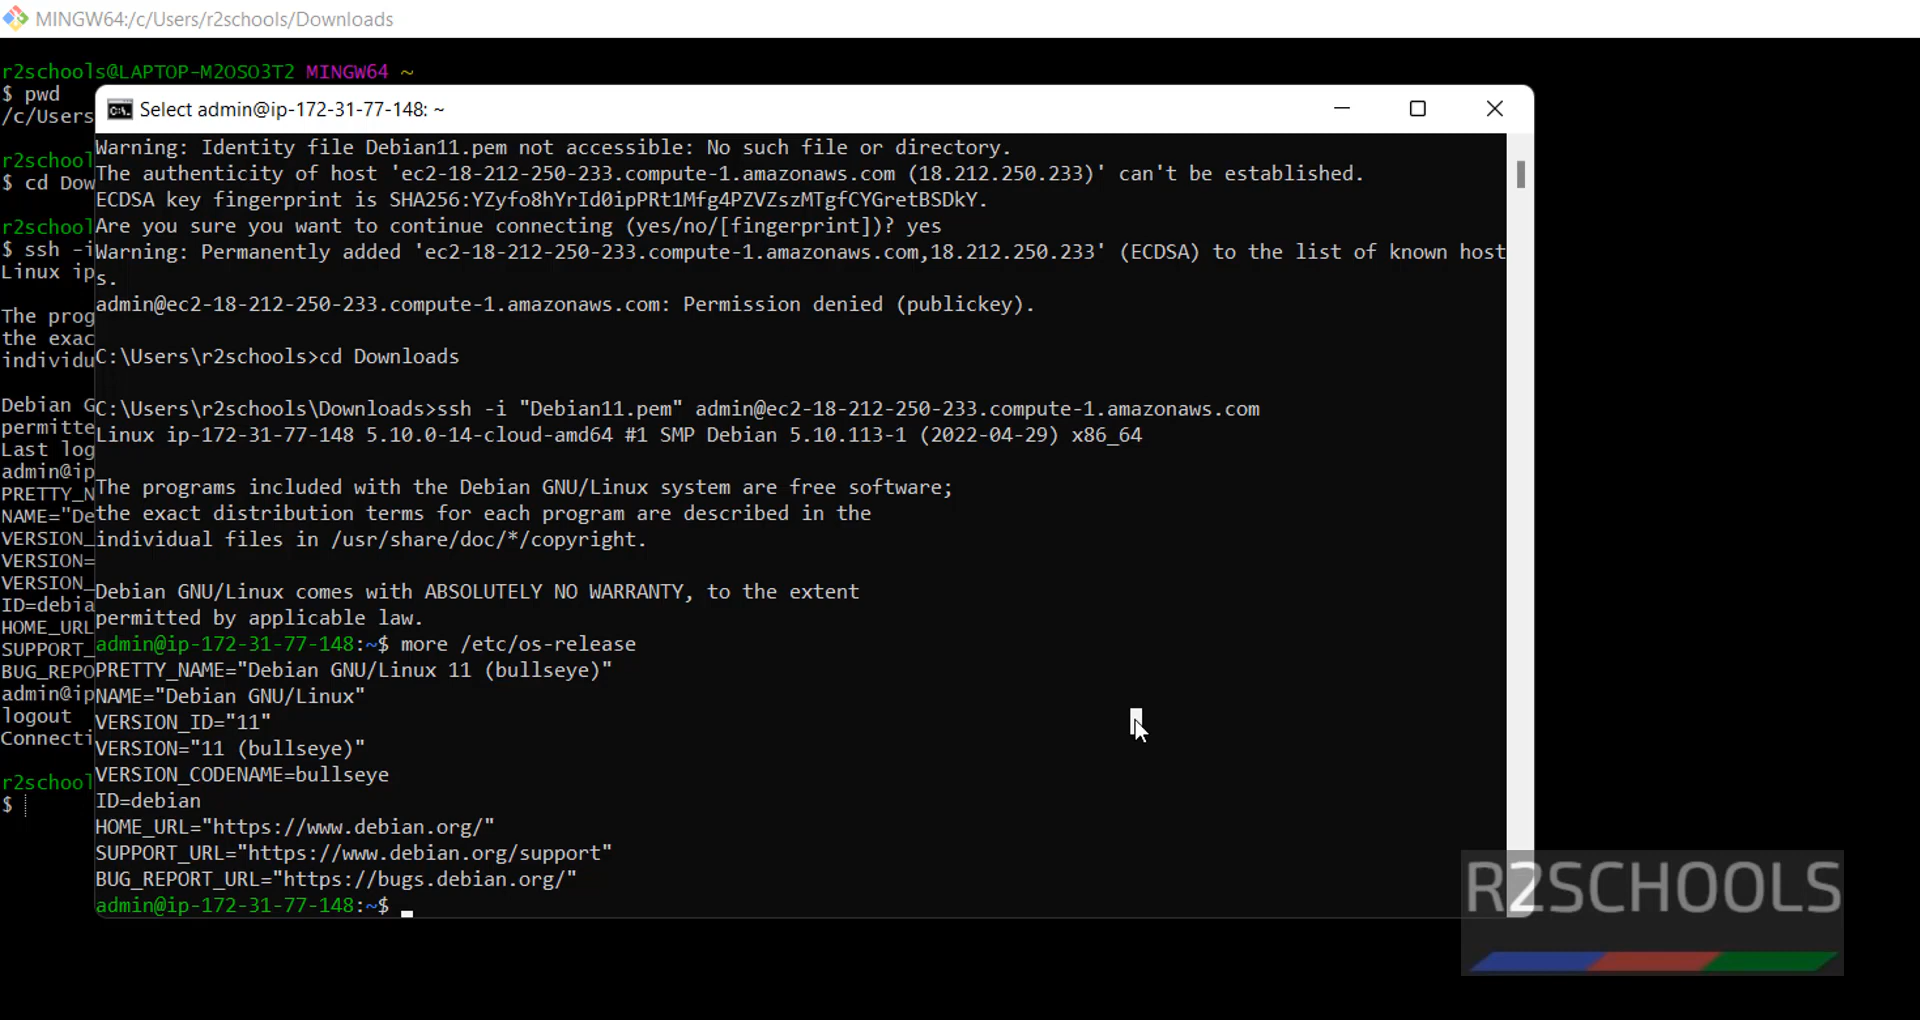 MINGW64:/c/Users/r2schools/Downloads
r2schools@LAPTOP-M2OSO3T2 MINGW64 ~
$ pwd
/c/Users
r2school
$ cd Dow
r2school
$ ssh -i
Linux ip
The prog
the exac
individu
Debian G
permitte
Last log
admin@ip
PRETTY_N
NAME="De
VERSION_
VERSION=
VERSION_
ID=debia
HOME_URL
SUPPORT_
BUG_REPO
admin@ip
logout
Connecti
r2school
$
Select admin@ip-172-31-77-148: ~
Warning: Identity file Debian11.pem not accessible: No such file or directory.
The authenticity of host 'ec2-18-212-250-233.compute-1.amazonaws.com (18.212.250.233)' can't be established.
ECDSA key fingerprint is SHA256:YZyfo8hYrId0ipPRt1Mfg4PZVZszMTgfCYGretBSDkY.
Are you sure you want to continue connecting (yes/no/[fingerprint])? yes
Warning: Permanently added 'ec2-18-212-250-233.compute-1.amazonaws.com,18.212.250.233' (ECDSA) to the list of known host
s.
admin@ec2-18-212-250-233.compute-1.amazonaws.com: Permission denied (publickey).
C:\Users\r2schools>cd Downloads
C:\Users\r2schools\Downloads>ssh -i "Debian11.pem" admin@ec2-18-212-250-233.compute-1.amazonaws.com
Linux ip-172-31-77-148 5.10.0-14-cloud-amd64 #1 SMP Debian 5.10.113-1 (2022-04-29) x86_64
The programs included with the Debian GNU/Linux system are free software;
the exact distribution terms for each program are described in the
individual files in /usr/share/doc/*/copyright.
Debian GNU/Linux comes with ABSOLUTELY NO WARRANTY, to the extent
permitted by applicable law.
admin@ip-172-31-77-148:~$ more /etc/os-release
PRETTY_NAME="Debian GNU/Linux 11 (bullseye)"
NAME="Debian GNU/Linux"
VERSION_ID="11"
VERSION="11 (bullseye)"
VERSION_CODENAME=bullseye
ID=debian
HOME_URL="https://www.debian.org/"
SUPPORT_URL="https://www.debian.org/support"
BUG_REPORT_URL="https://bugs.debian.org/"
admin@ip-172-31-77-148:~$
R2SCHOOLS